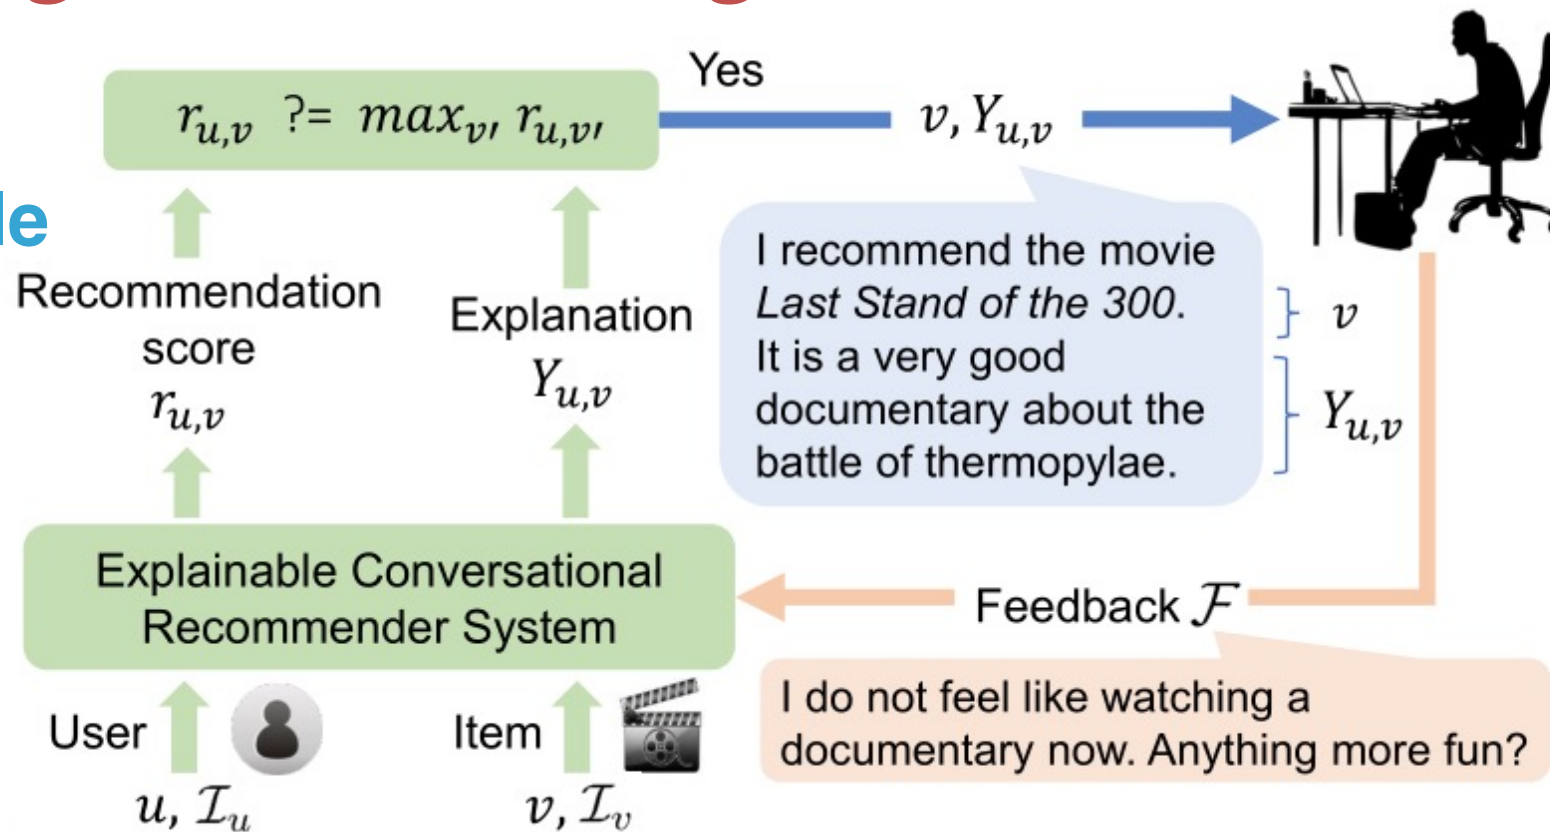 Yes
r_{u,v} ?= max_{v′} r_{u,v′}
v, Y_{u,v}
le
Recommendation
score
r_{u,v}
Explanation
Y_{u,v}
I recommend the movie
Last Stand of the 300.
It is a very good
documentary about the
battle of thermopylae.
v
Y_{u,v}
Explainable Conversational
Recommender System
Feedback ℱ
I do not feel like watching a
documentary now. Anything more fun?
User
u, ℐ_u
Item
v, ℐ_v